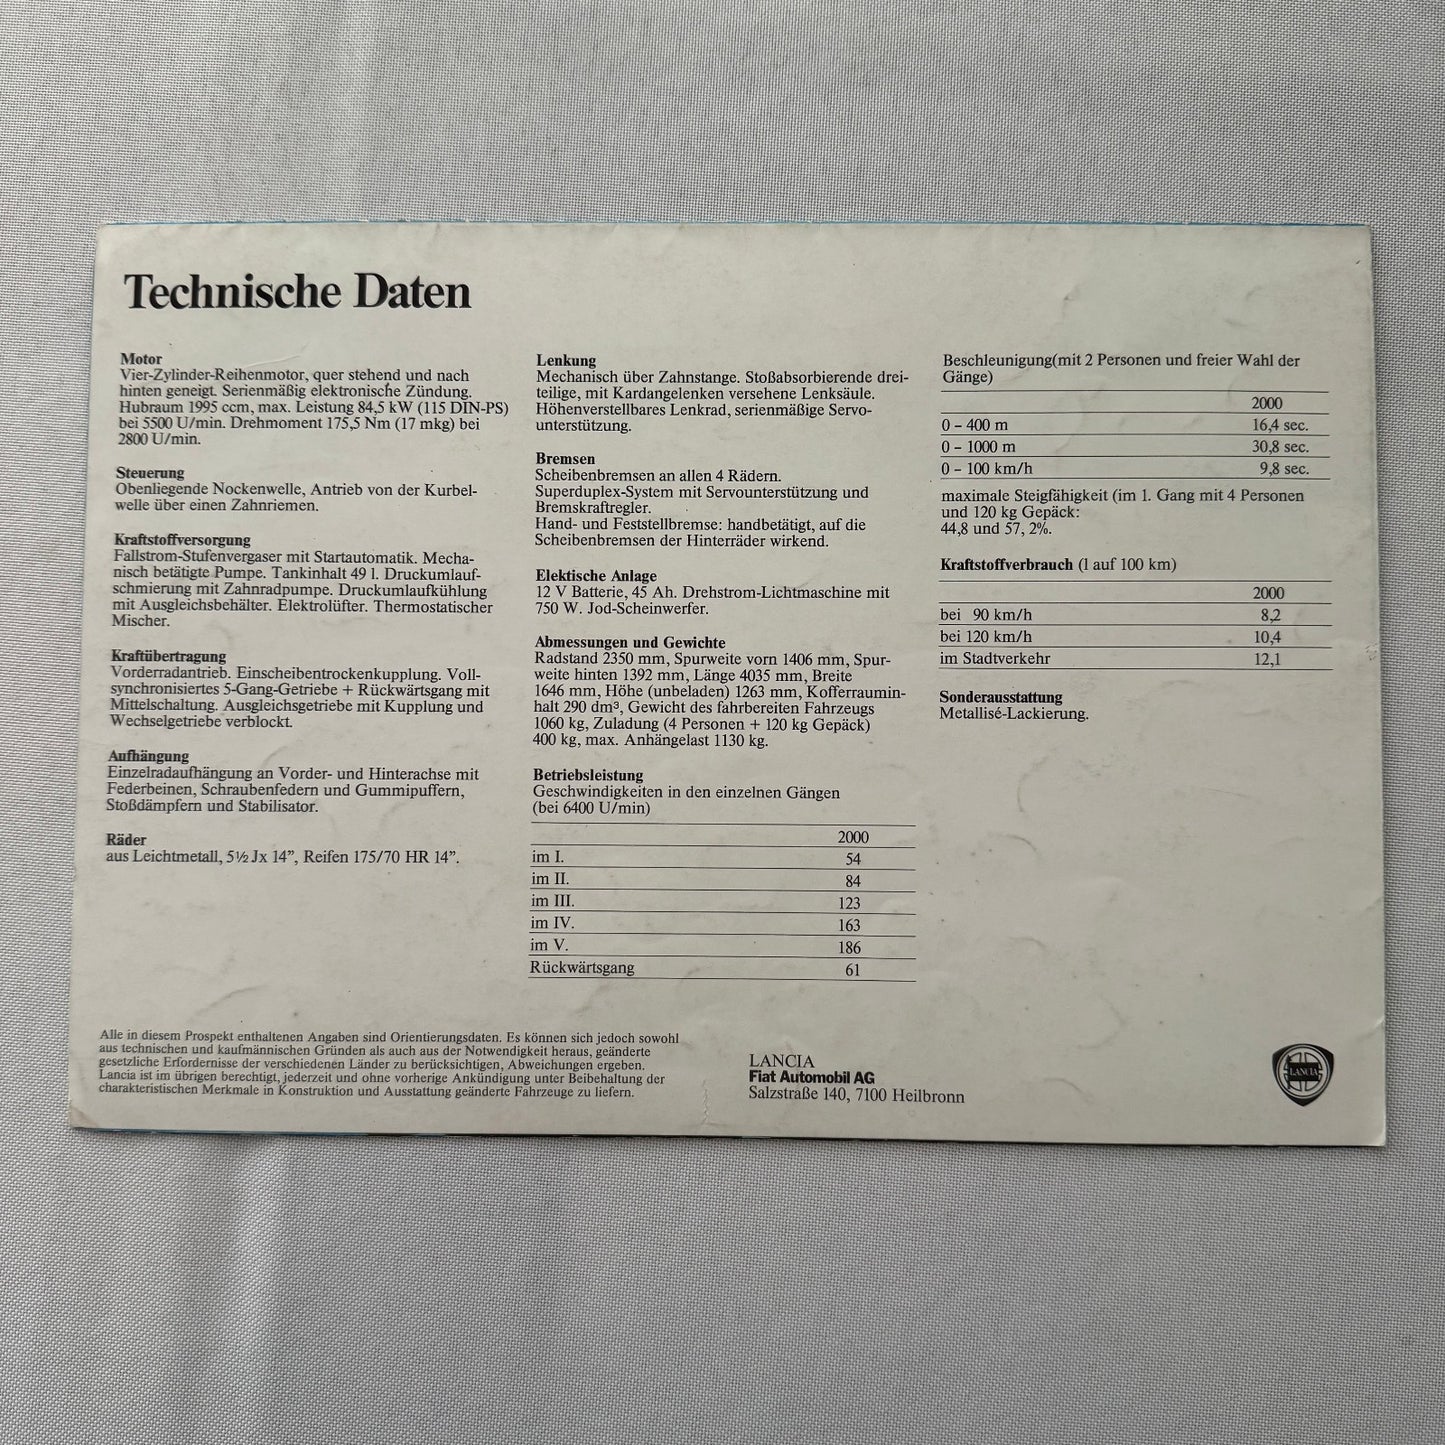 Technische Daten
Motor
Vier-Zylinder-Reihenmotor, quer stehend und nach
hinten geneigt. Serienmäßig elektronische Zündung.
Hubraum 1995 ccm, max. Leistung 84,5 kW (115 DIN-PS)
bei 5500 U/min. Drehmoment 175,5 Nm (17 mkg) bei
2800 U/min.
Steuerung
Obenliegende Nockenwelle, Antrieb von der Kurbel-
welle über einen Zahnriemen.
Kraftstoffversorgung
Fallstrom-Stufenvergaser mit Startautomatik. Mecha-
nisch betätigte Pumpe. Tankinhalt 49 l. Druckumlauf-
schmierung mit Zahnradpumpe. Druckumlaufkühlung
mit Ausgleichsbehälter. Elektrolüfter. Thermostatischer
Mischer.
Kraftübertragung
Vorderradantrieb. Einscheibentrockenkupplung. Voll-
synchronisiertes 5-Gang-Getriebe + Rückwärtsgang mit
Mittelschaltung. Ausgleichsgetriebe mit Kupplung und
Wechselgetriebe verblockt.
Aufhängung
Einzelradaufhängung an Vorder- und Hinterachse mit
Federbeinen, Schraubenfedern und Gummipuffern,
Stoßdämpfern und Stabilisator.
Räder
aus Leichtmetall, 5½ Jx 14”, Reifen 175/70 HR 14”.
Lenkung
Mechanisch über Zahnstange. Stoßabsorbierende drei-
teilige, mit Kardangelenken versehene Lenksäule.
Höhenverstellbares Lenkrad, serienmäßige Servo-
unterstützung.
Bremsen
Scheibenbremsen an allen 4 Rädern.
Superduplex-System mit Servounterstützung und
Bremskraftregler.
Hand- und Feststellbremse: handbetätigt, auf die
Scheibenbremsen der Hinterräder wirkend.
Elektische Anlage
12 V Batterie, 45 Ah. Drehstrom-Lichtmaschine mit
750 W. Jod-Scheinwerfer.
Abmessungen und Gewichte
Radstand 2350 mm, Spurweite vorn 1406 mm, Spur-
weite hinten 1392 mm, Länge 4035 mm, Breite
1646 mm, Höhe (unbeladen) 1263 mm, Kofferraumin-
halt 290 dm³, Gewicht des fahrbereiten Fahrzeugs
1060 kg, Zuladung (4 Personen + 120 kg Gepäck)
400 kg, max. Anhängelast 1130 kg.
Betriebsleistung
Geschwindigkeiten in den einzelnen Gängen
(bei 6400 U/min)
2000
im I. 54
im II. 84
im III. 123
im IV. 163
im V. 186
Rückwärtsgang 61
Beschleunigung(mit 2 Personen und freier Wahl der
Gänge)
2000
0 – 400 m 16,4 sec.
0 – 1000 m 30,8 sec.
0 – 100 km/h 9,8 sec.
maximale Steigfähigkeit (im 1. Gang mit 4 Personen
und 120 kg Gepäck:
44,8 und 57, 2%.
Kraftstoffverbrauch (l auf 100 km)
2000
bei 90 km/h 8,2
bei 120 km/h 10,4
im Stadtverkehr 12,1
Sonderausstattung
Metallisé-Lackierung.
Alle in diesem Prospekt enthaltenen Angaben sind Orientierungsdaten. Es können sich jedoch sowohl
aus technischen und kaufmännischen Gründen als auch aus der Notwendigkeit heraus, geänderte
gesetzliche Erfordernisse der verschiedenen Länder zu berücksichtigen, Abweichungen ergeben.
Lancia ist im übrigen berechtigt, jederzeit und ohne vorherige Ankündigung unter Beibehaltung der
charakteristischen Merkmale in Konstruktion und Ausstattung geänderte Fahrzeuge zu liefern.
LANCIA
Fiat Automobil AG
Salzstraße 140, 7100 Heilbronn
LANCIA